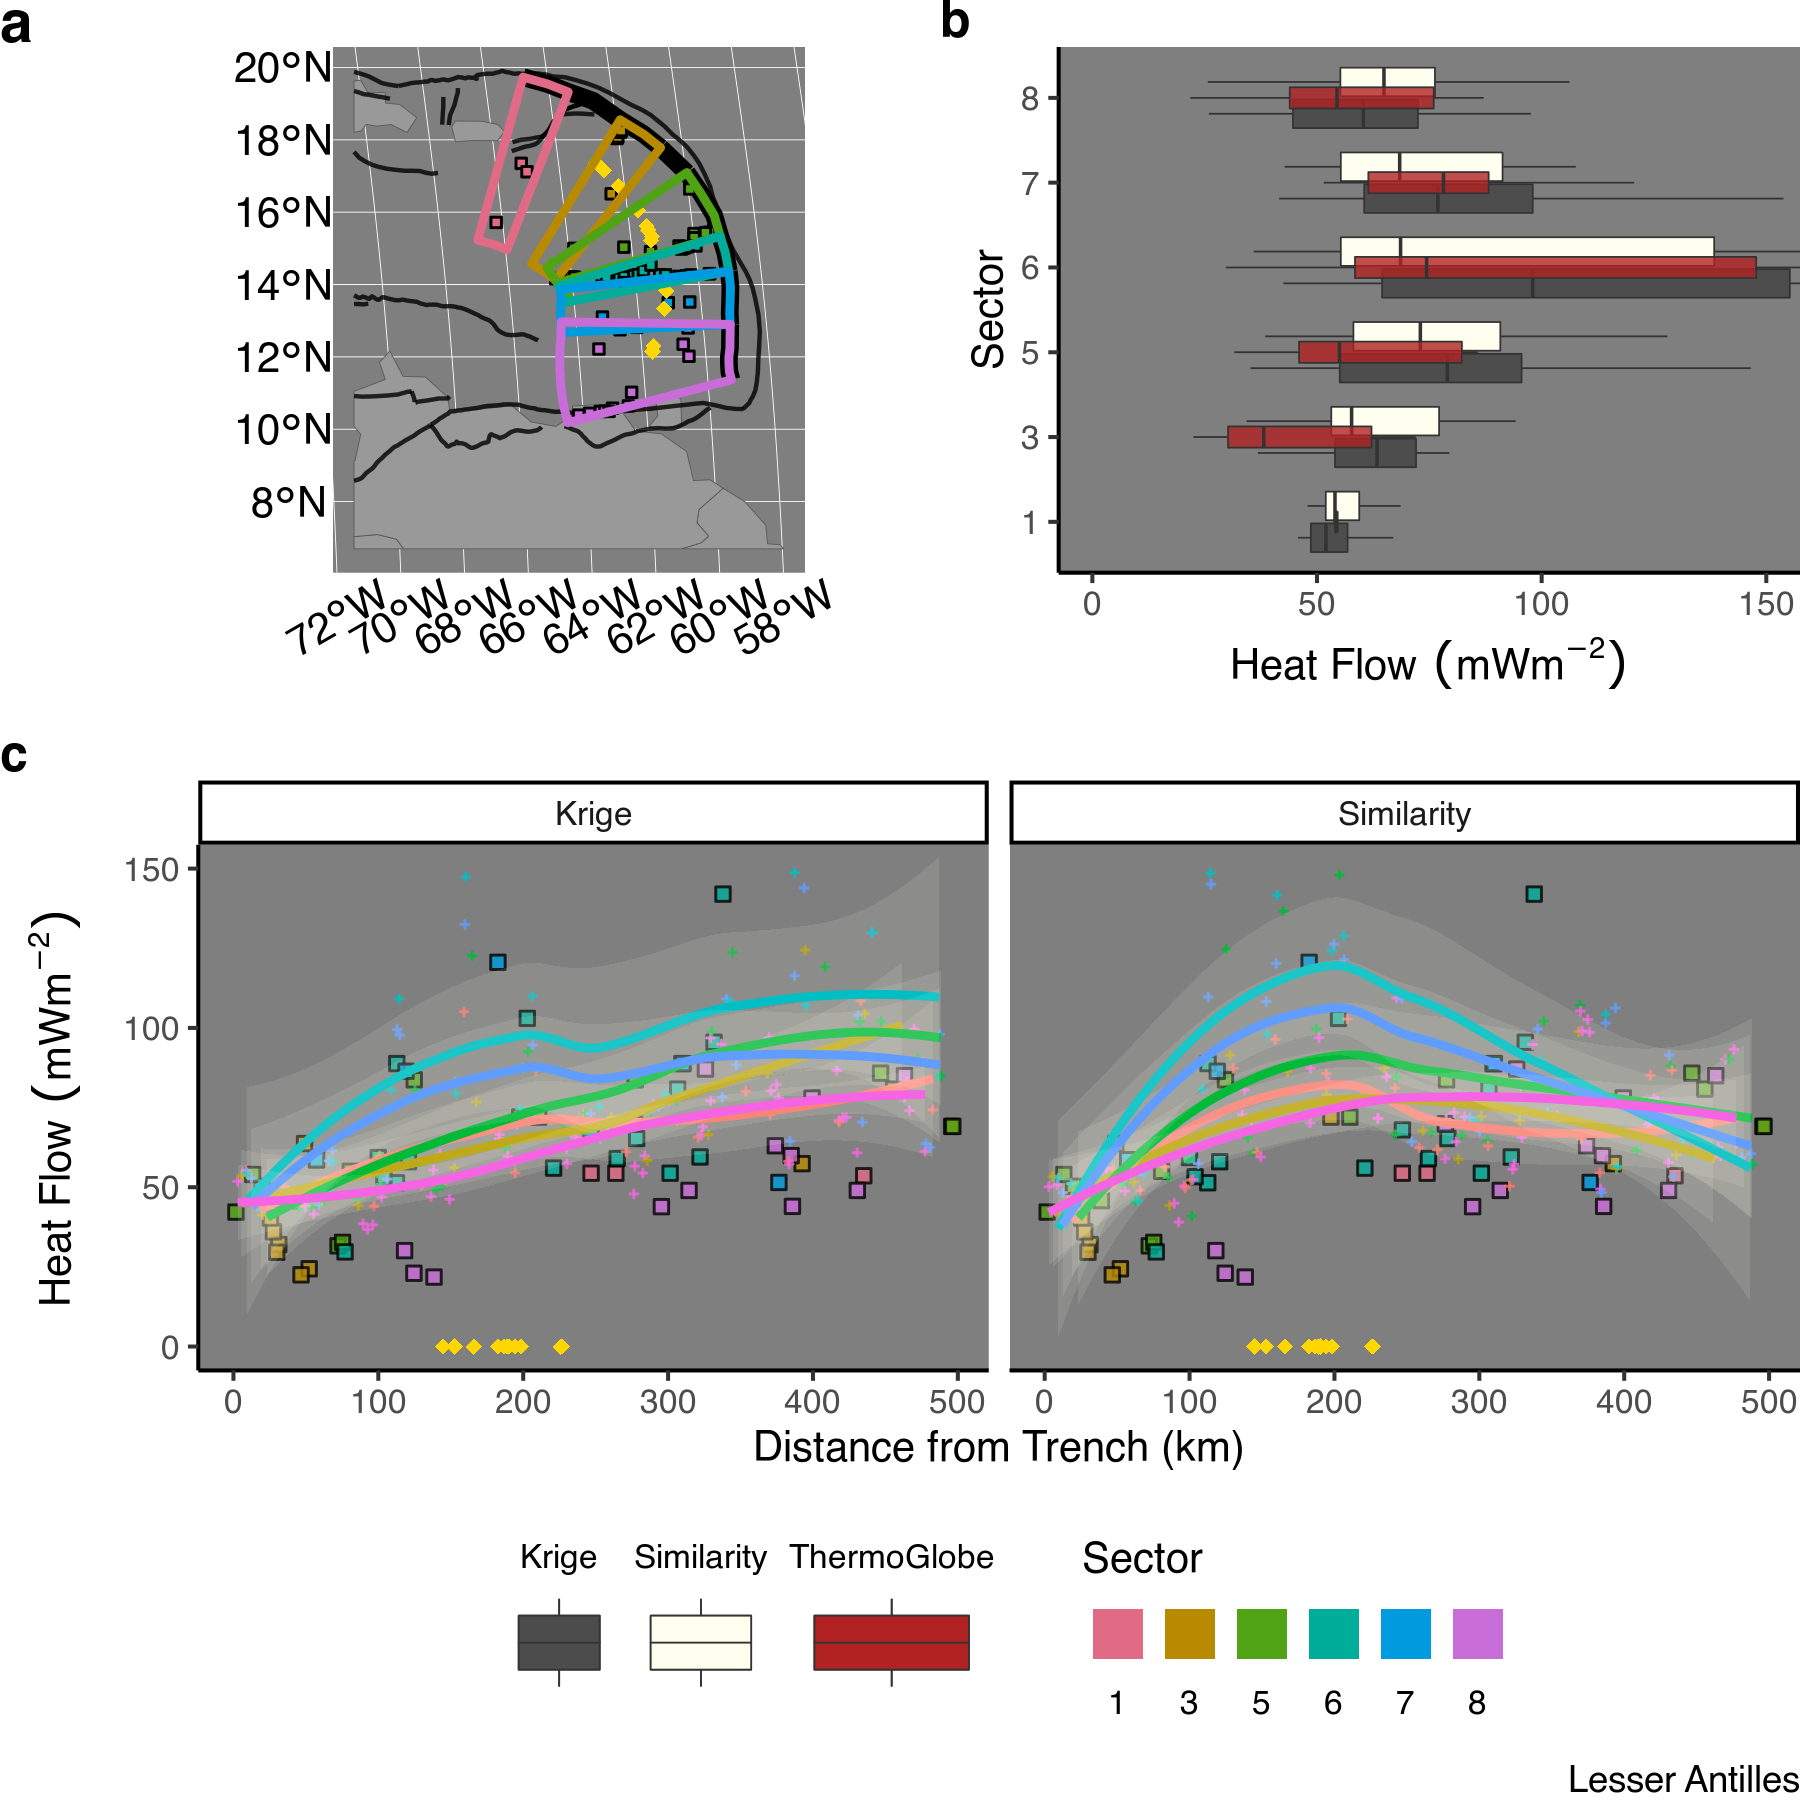 a
20°N
18°N
16°N
14°N
12°N
10°N
8°N
72°W 70°W 68°W 66°W 64°W 62°W 60°W 58°W
b
Sector
8
7
6
5
3
1
0 50 100 150
Heat Flow (mWm−2)
c
Krige Similarity
Heat Flow (mWm−2)
150
100
50
0
0 100 200 300 400 500 0 100 200 300 400 500
Distance from Trench (km)
Krige Similarity ThermoGlobe
Sector
1 3 5 6 7 8
Lesser Antilles